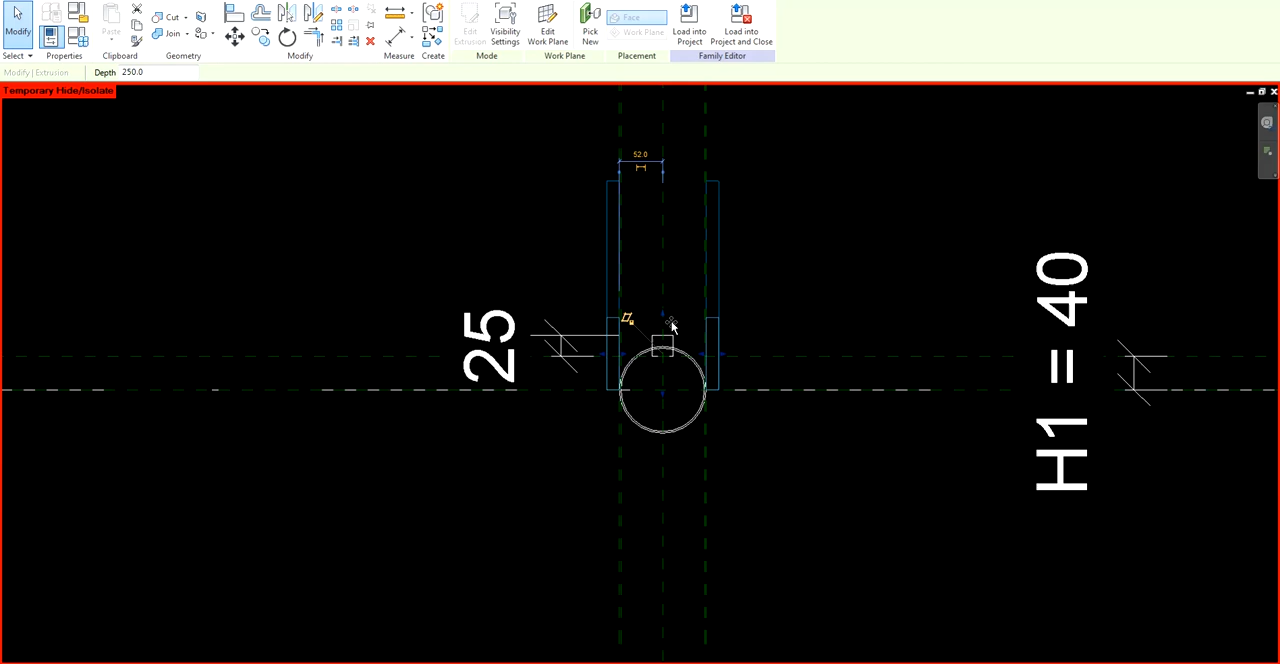 Modify
Paste
Cut
Join
Edit Extrusion
Visibility Settings
Edit Work Plane
Pick New
Face
Work Plane
Load into Project
Load into Project and Close
Select
Properties
Clipboard
Geometry
Modify
Measure
Create
Mode
Work Plane
Placement
Family Editor
Modify | Extrusion
Depth 250.0
Temporary Hide/Isolate
52.0
25
H1 = 40